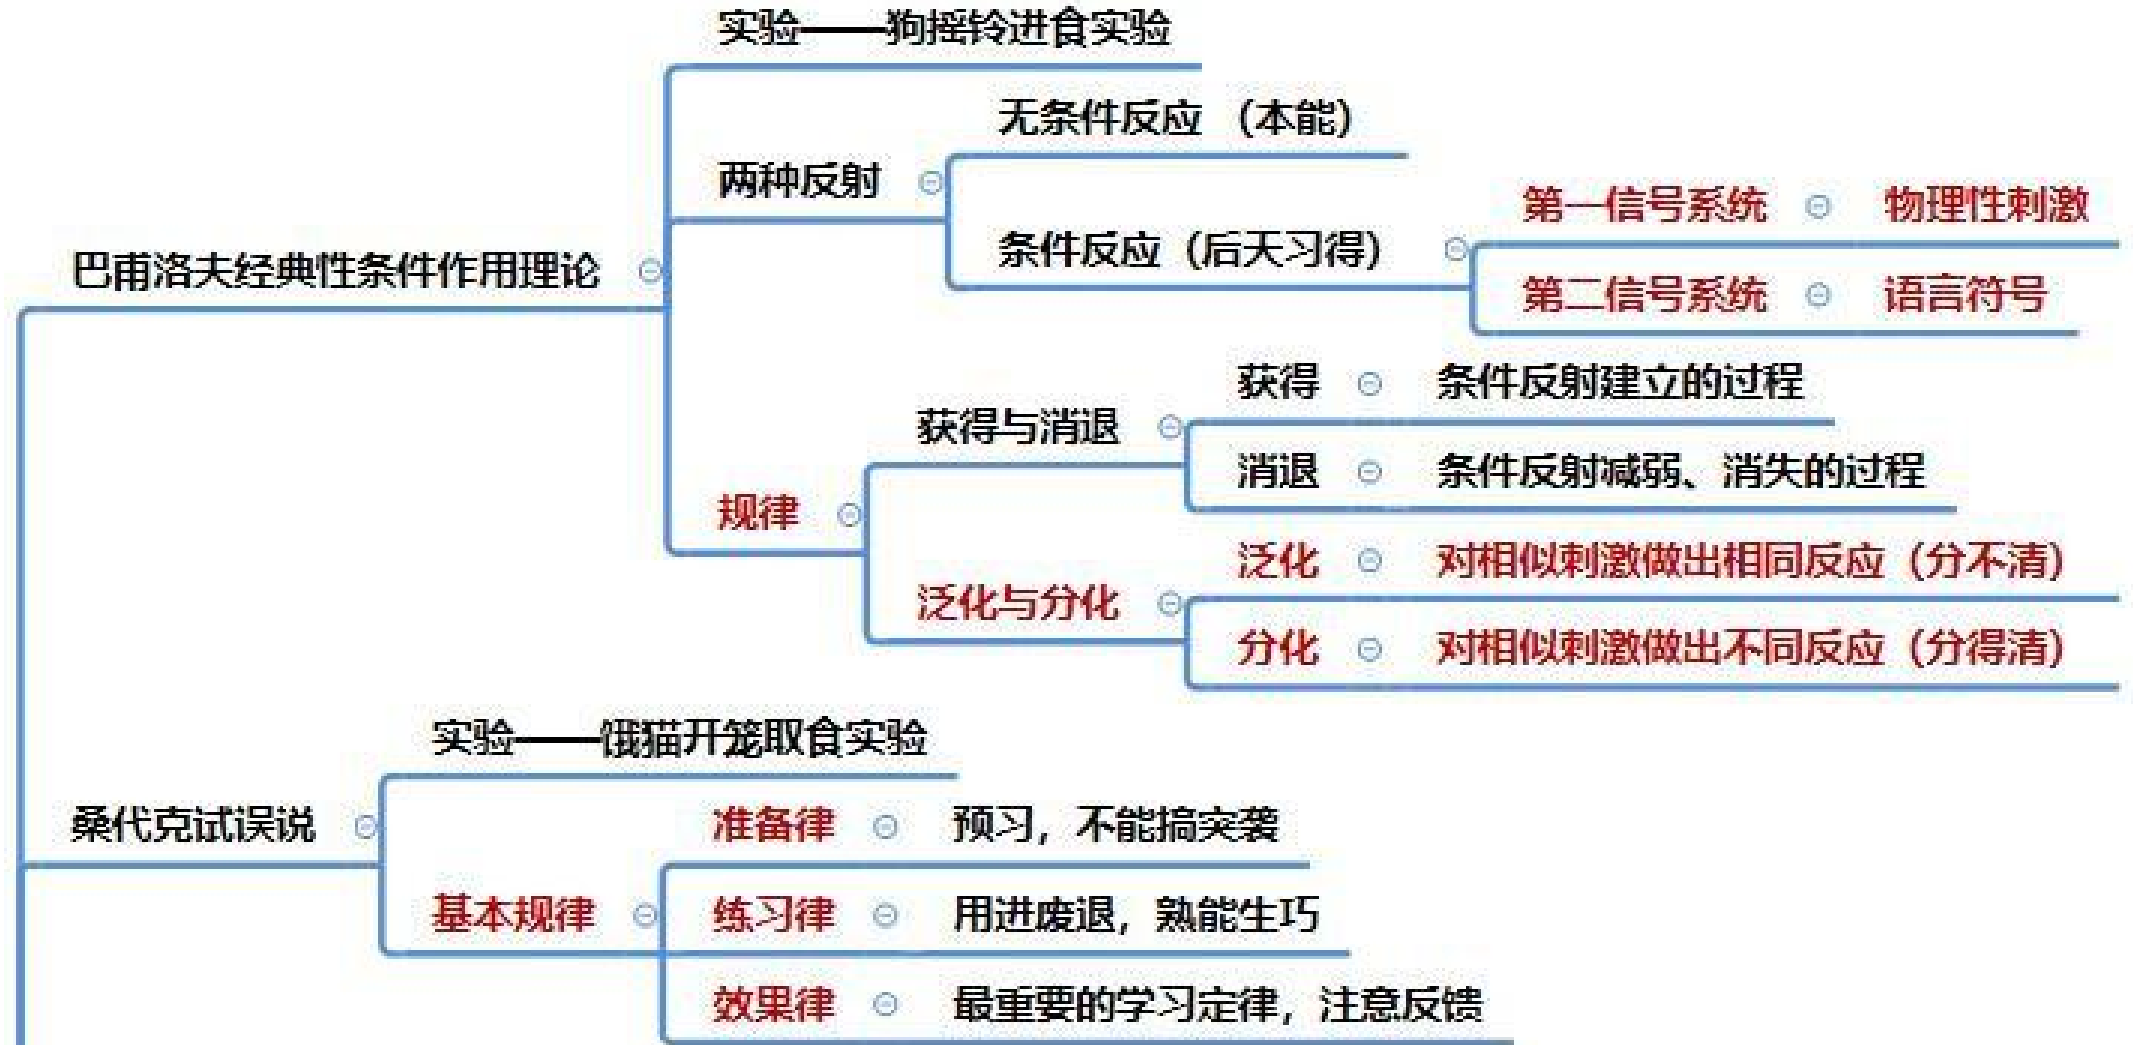 实验——狗摇铃进食实验
无条件反应 （本能）
两种反射
第一信号系统 物理性刺激
条件反应（后天习得）
巴甫洛夫经典性条件作用理论
第二信号系统 语言符号
获得 条件反射建立的过程
获得与消退
消退 条件反射减弱、消失的过程
规律
泛化 对相似刺激做出相同反应（分不清）
泛化与分化
分化 对相似刺激做出不同反应（分得清）
实验——饿猫开笼取食实验
桑代克试误说
准备律 预习，不能搞突袭
基本规律
练习律 用进废退，熟能生巧
效果律 最重要的学习定律，注意反馈